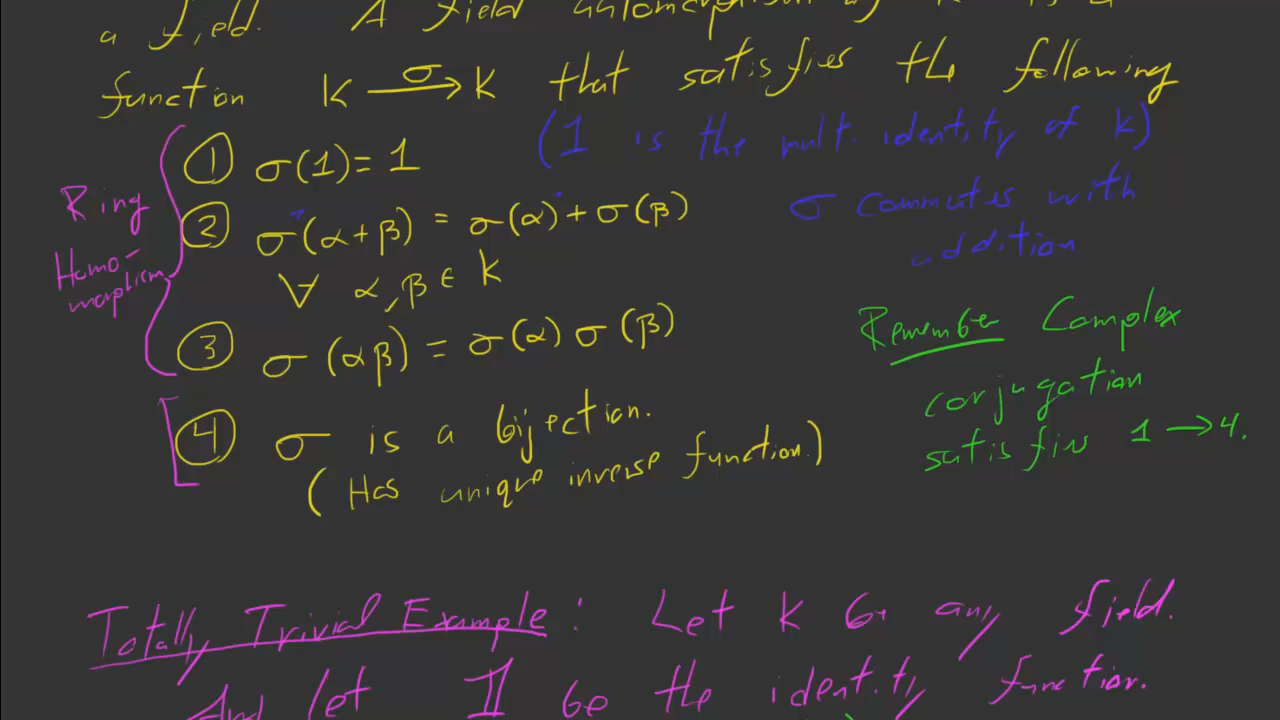 a field. A field automorphism of K is a
function K —σ→ K that satisfies the following
① σ(1) = 1 (1 is the mult. identity of K)
② σ(α + β) = σ(α) + σ(β)
∀ α, β ∈ K
σ commutes with
addition
③ σ(αβ) = σ(α) σ(β)
Ring
Homo-
morphism
④ σ is a bijection.
(Has unique inverse function.)
Remember Complex
conjugation
satisfies 1 → 4.
Totally Trivial Example: Let K be any field.
And let 𝟙 be the identity function.